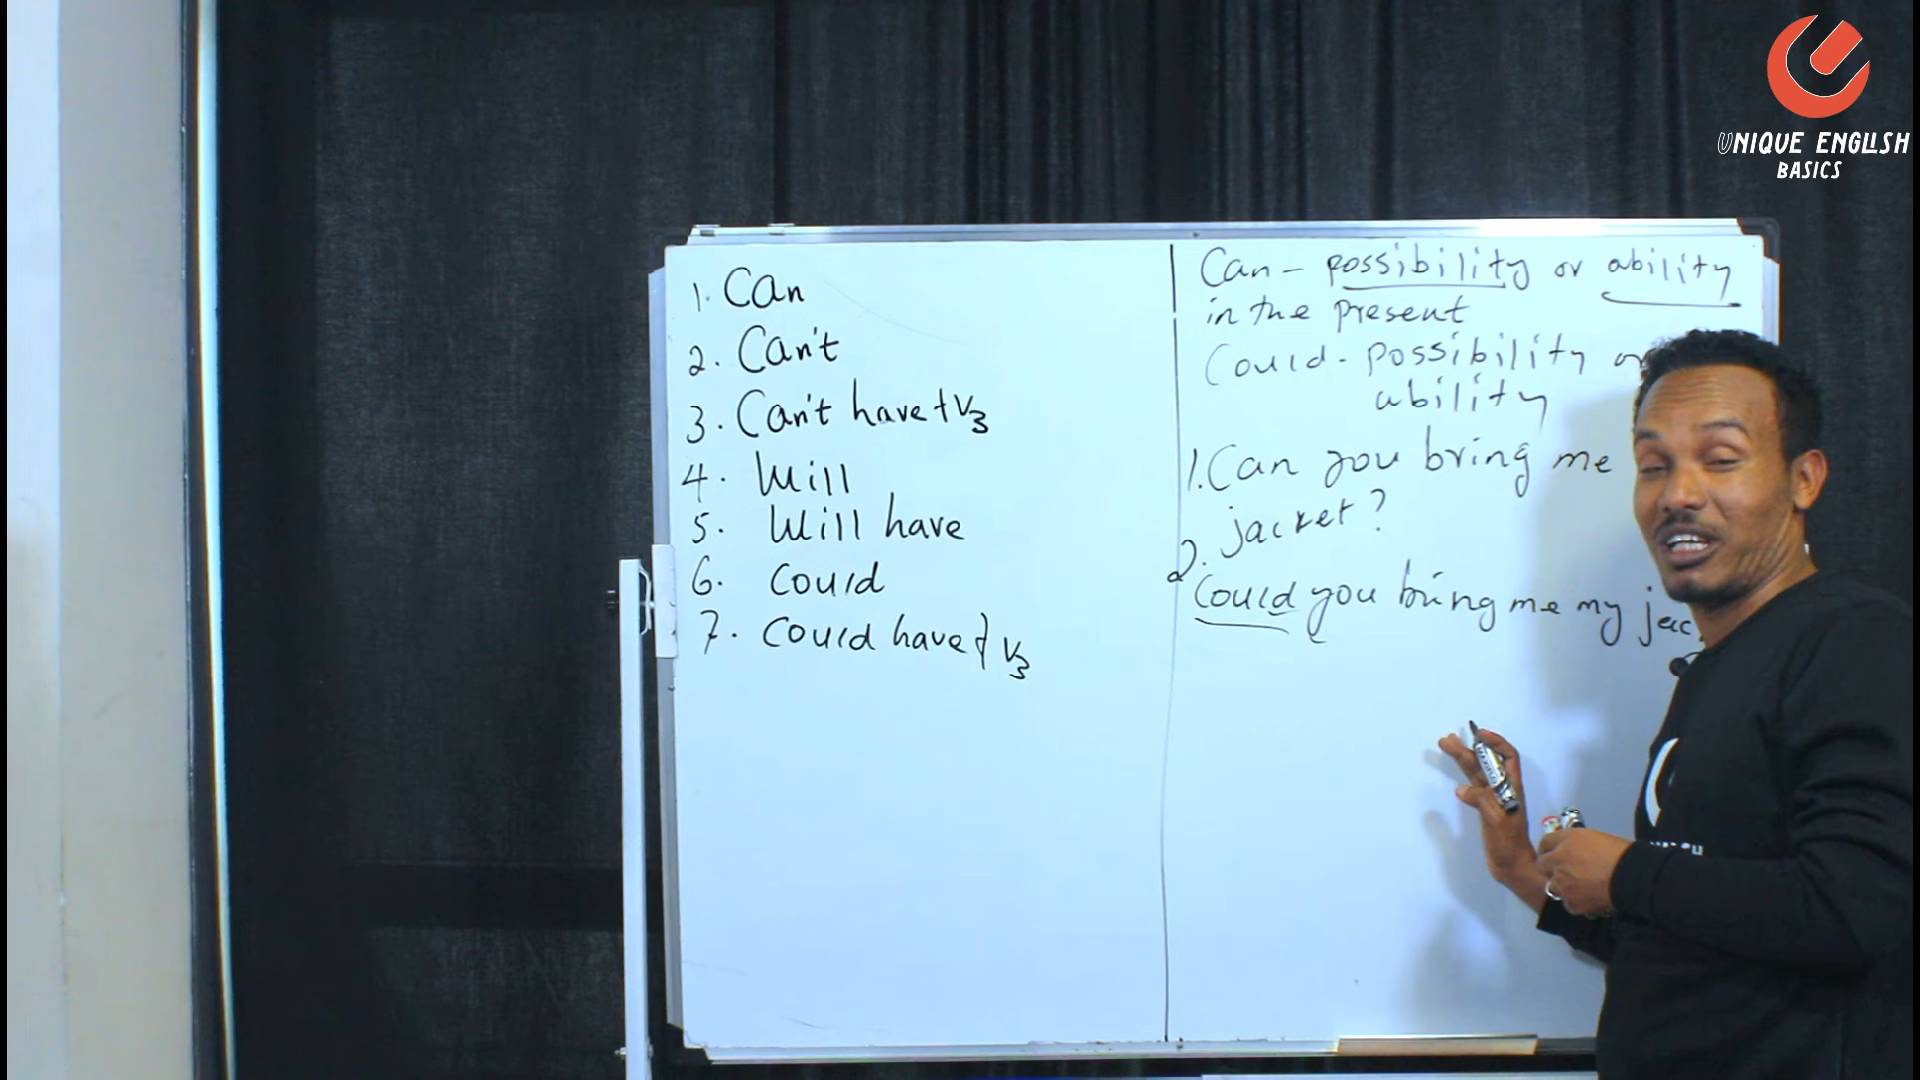 UNIQUE ENGLISH
BASICS
1. Can
2. Can't
3. Can't have + V3
4. Will
5. Will have
6. Could
7. Could have + V3
Can - possibility or ability
in the present
Could - possibility or
ability
1. Can you bring me
jacket?
2.
Could you bring me my jac